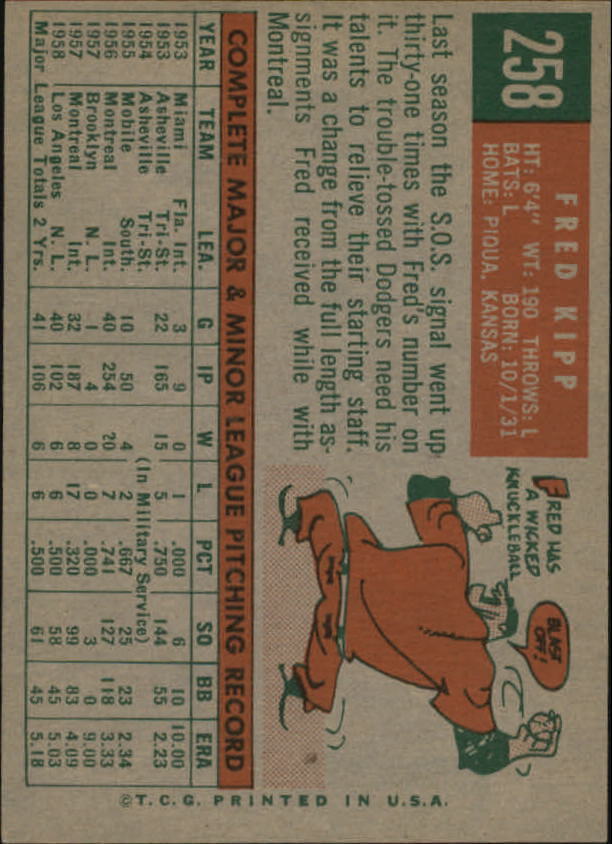 258
FRED KIPP
HT: 6'4" WT: 190 THROWS: L
BATS: L BORN: 10/1/31
HOME: PIQUA, KANSAS
Last season the S.O.S. signal went up
thirty-one times with Fred's number on
it. The trouble-tossed Dodgers need his
talents to relieve their starting staff.
It was a change from the full length as-
signments Fred received while with
Montreal.
FRED HAS
A WICKED
KNUCKLEBALL
BLAST
OFF!
COMPLETE MAJOR & MINOR LEAGUE PITCHING RECORD
YEAR TEAM LEA. G IP W L PCT SO BB ERA
1953 Miami Fla. Int. 3 9 0 1 .000 6 10 10.00
1953 Asheville Tri-St. 22 165 15 5 .750 144 55 2.23
1954 Asheville Tri-St. (In Military Service)
1955 Mobile South. 10 50 4 2 .667 25 23 2.34
1956 Montreal Int. 40 254 20 7 .741 127 118 3.33
1957 Brooklyn N. L. 1 4 0 0 .000 3 0 9.00
1957 Montreal Int. 32 187 8 17 .320 99 83 4.09
1958 Los Angeles N. L. 40 102 6 6 .500 58 45 5.03
Major League Totals 2 Yrs. 41 106 6 6 .500 61 45 5.18
©T.C.G. PRINTED IN U.S.A.